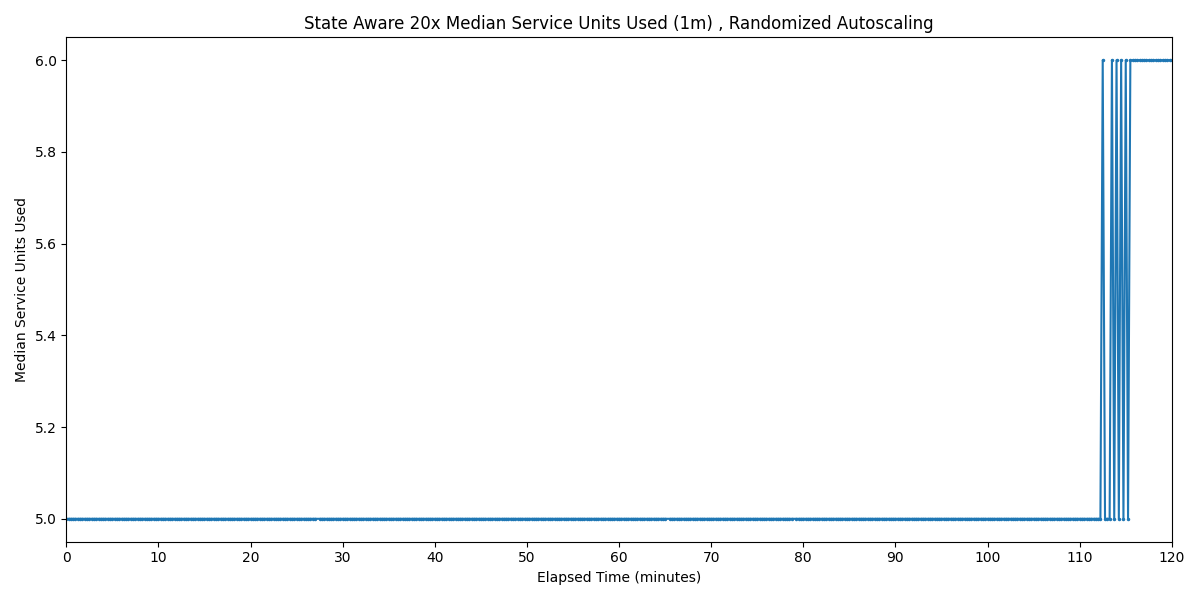 State Aware 20x Median Service Units Used (1m) , Randomized Autoscaling
6.0
5.8
5.6
5.4
5.2
5.0
Median Service Units Used
0 10 20 30 40 50 60 70 80 90 100 110 120
Elapsed Time (minutes)